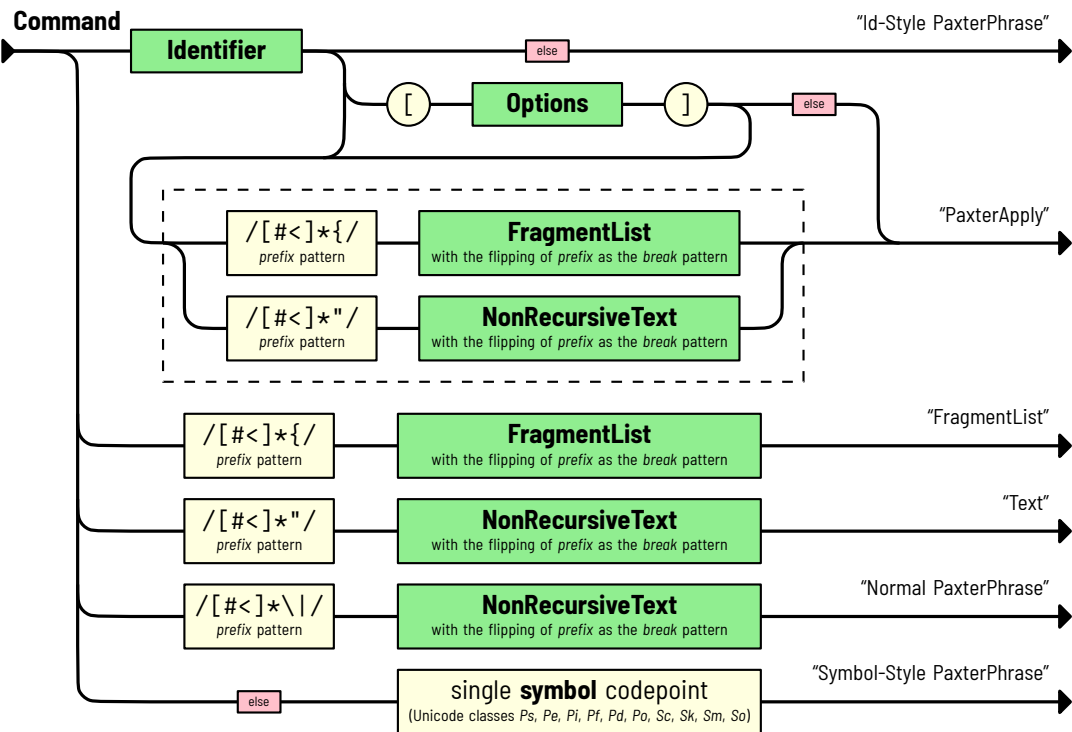 Command
"Id-Style PaxterPhrase"
Identifier
else
[
Options
]
else
"PaxterApply"
/[#<]*{/
prefix pattern
FragmentList
with the flipping of prefix as the break pattern
/[#<]*"/
prefix pattern
NonRecursiveText
with the flipping of prefix as the break pattern
"FragmentList"
/[#<]*{/
prefix pattern
FragmentList
with the flipping of prefix as the break pattern
"Text"
/[#<]*"/
prefix pattern
NonRecursiveText
with the flipping of prefix as the break pattern
"Normal PaxterPhrase"
/[#<]*\|/
prefix pattern
NonRecursiveText
with the flipping of prefix as the break pattern
"Symbol-Style PaxterPhrase"
else
single symbol codepoint
(Unicode classes Ps, Pe, Pi, Pf, Pd, Po, Sc, Sk, Sm, So)